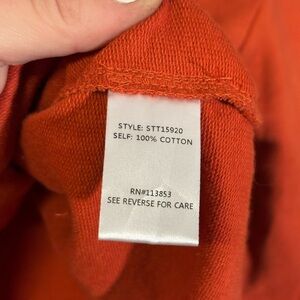 STYLE: STT15920
SELF: 100% COTTON
RN#113853
SEE REVERSE FOR CARE